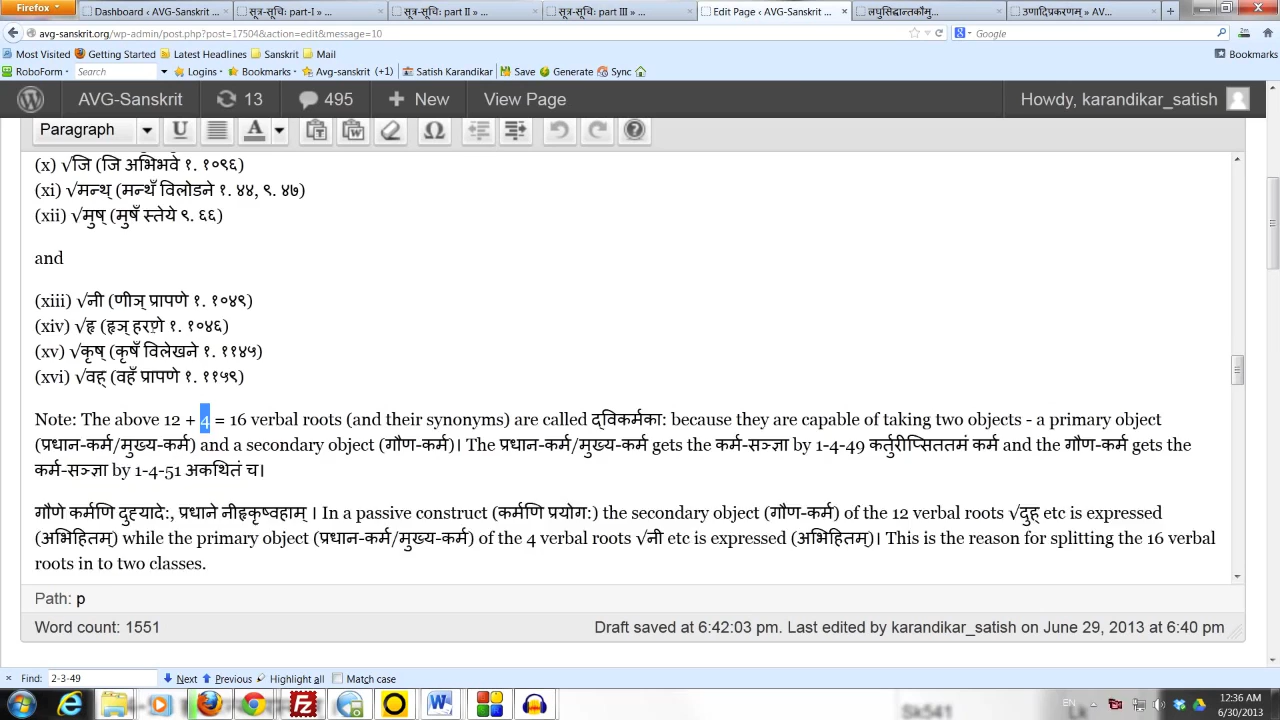 Firefox
Dashboard ‹ AVG-Sanskrit ...
सूत्र-सूचिः part-I » ...
सूत्र-सूचिः part II » ...
सूत्र-सूचिः part III » ...
Edit Page ‹ AVG-Sanskrit ...
लघुसिद्धान्तकौम्...
उणादिप्रकरणम् » AV...
avg-sanskrit.org/wp-admin/post.php?post=17504&action=edit&message=10
Google
Most Visited Getting Started Latest Headlines Sanskrit Mail Bookmarks
RoboForm Search Logins Bookmarks Avg-sanskrit (+1) Satish Karandikar Save Generate Sync
AVG-Sanskrit 13 495 New View Page Howdy, karandikar_satish
Paragraph
(x) √जि (जि अभिभवे १. १०९६)
(xi) √मन्थ् (मन्थँ विलोडने १. ४४, ९. ४७)
(xii) √मुष् (मुषँ स्तेये ९. ६६)
and
(xiii) √नी (णीञ् प्रापणे १. १०४९)
(xiv) √हृ (हृञ् हरणे १. १०४६)
(xv) √कृष् (कृषँ विलेखने १. ११४५)
(xvi) √वह् (वहँ प्रापणे १. ११५९)
Note: The above 12 + 4 = 16 verbal roots (and their synonyms) are called द्विकर्मका: because they are capable of taking two objects - a primary object
(प्रधान-कर्म/मुख्य-कर्म) and a secondary object (गौण-कर्म)। The प्रधान-कर्म/मुख्य-कर्म gets the कर्म-सञ्ज्ञा by 1-4-49 कर्तुरीप्सिततमं कर्म and the गौण-कर्म gets the
कर्म-सञ्ज्ञा by 1-4-51 अकथितं च।
गौणे कर्मणि दुह्यादे:, प्रधाने नीहृकृष्वहाम् । In a passive construct (कर्मणि प्रयोग:) the secondary object (गौण-कर्म) of the 12 verbal roots √दुह् etc is expressed
(अभिहितम्) while the primary object (प्रधान-कर्म/मुख्य-कर्म) of the 4 verbal roots √नी etc is expressed (अभिहितम्)। This is the reason for splitting the 16 verbal
roots in to two classes.
Path: p
Word count: 1551 Draft saved at 6:42:03 pm. Last edited by karandikar_satish on June 29, 2013 at 6:40 pm
Find: 2-3-49 Next Previous Highlight all Match case
EN 12:36 AM
6/30/2013